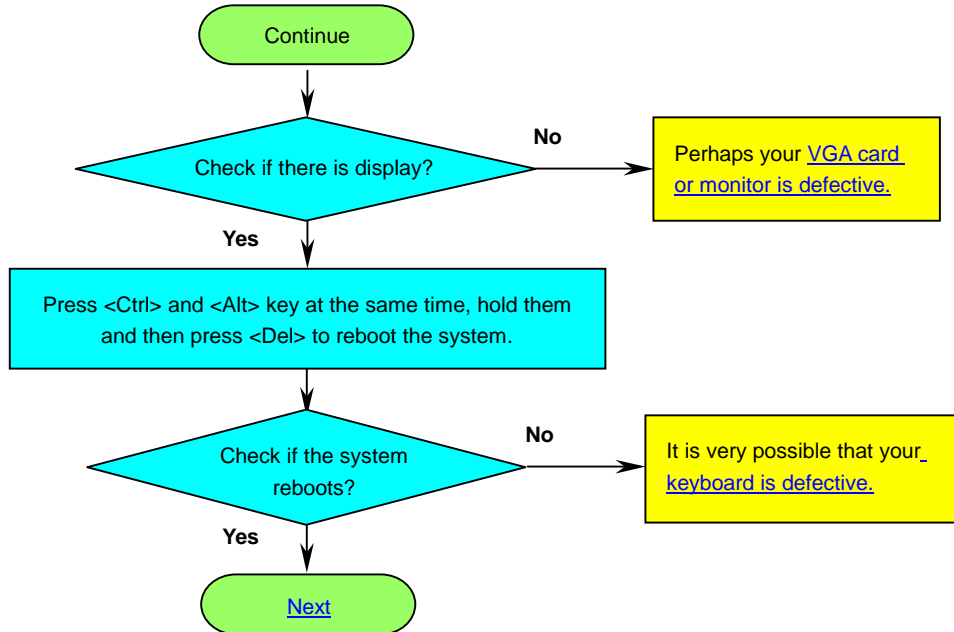 Continue
Check if there is display?
No
Perhaps your VGA card
or monitor is defective.
Yes
Press <Ctrl> and <Alt> key at the same time, hold them
and then press <Del> to reboot the system.
Check if the system
reboots?
No
It is very possible that your
keyboard is defective.
Yes
Next